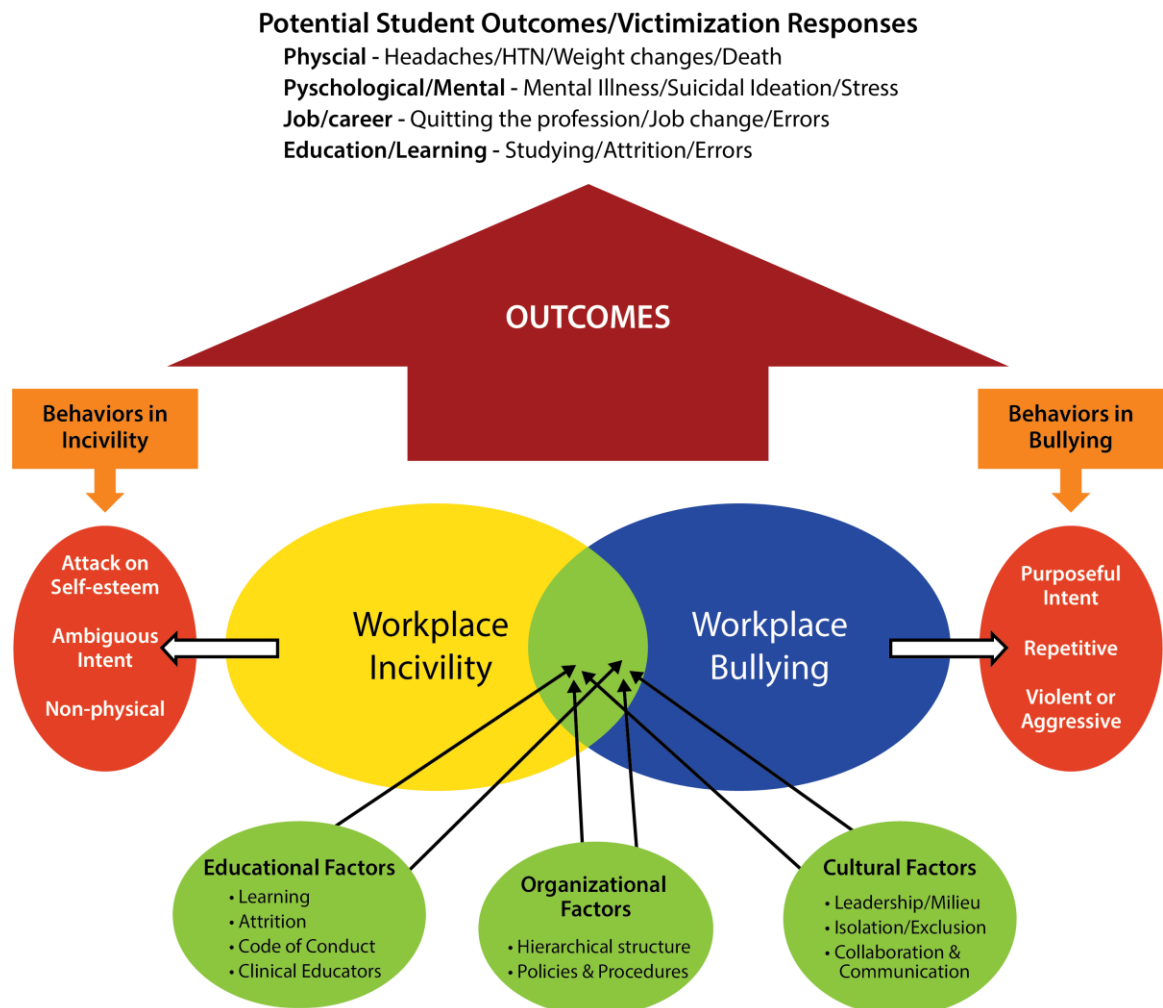 Potential Student Outcomes/Victimization Responses
Physcial - Headaches/HTN/Weight changes/Death
Pyschological/Mental - Mental Illness/Suicidal Ideation/Stress
Job/career - Quitting the profession/Job change/Errors
Education/Learning - Studying/Attrition/Errors
OUTCOMES
Behaviors in
Incivility
Behaviors in
Bullying
Attack on
Self-esteem
Ambiguous
Intent
Non-physical
Workplace
Incivility
Workplace
Bullying
Purposeful
Intent
Repetitive
Violent or
Aggressive
Educational Factors
• Learning
• Attrition
• Code of Conduct
• Clinical Educators
Organizational
Factors
• Hierarchical structure
• Policies & Procedures
Cultural Factors
• Leadership/Milieu
• Isolation/Exclusion
• Collaboration &
Communication